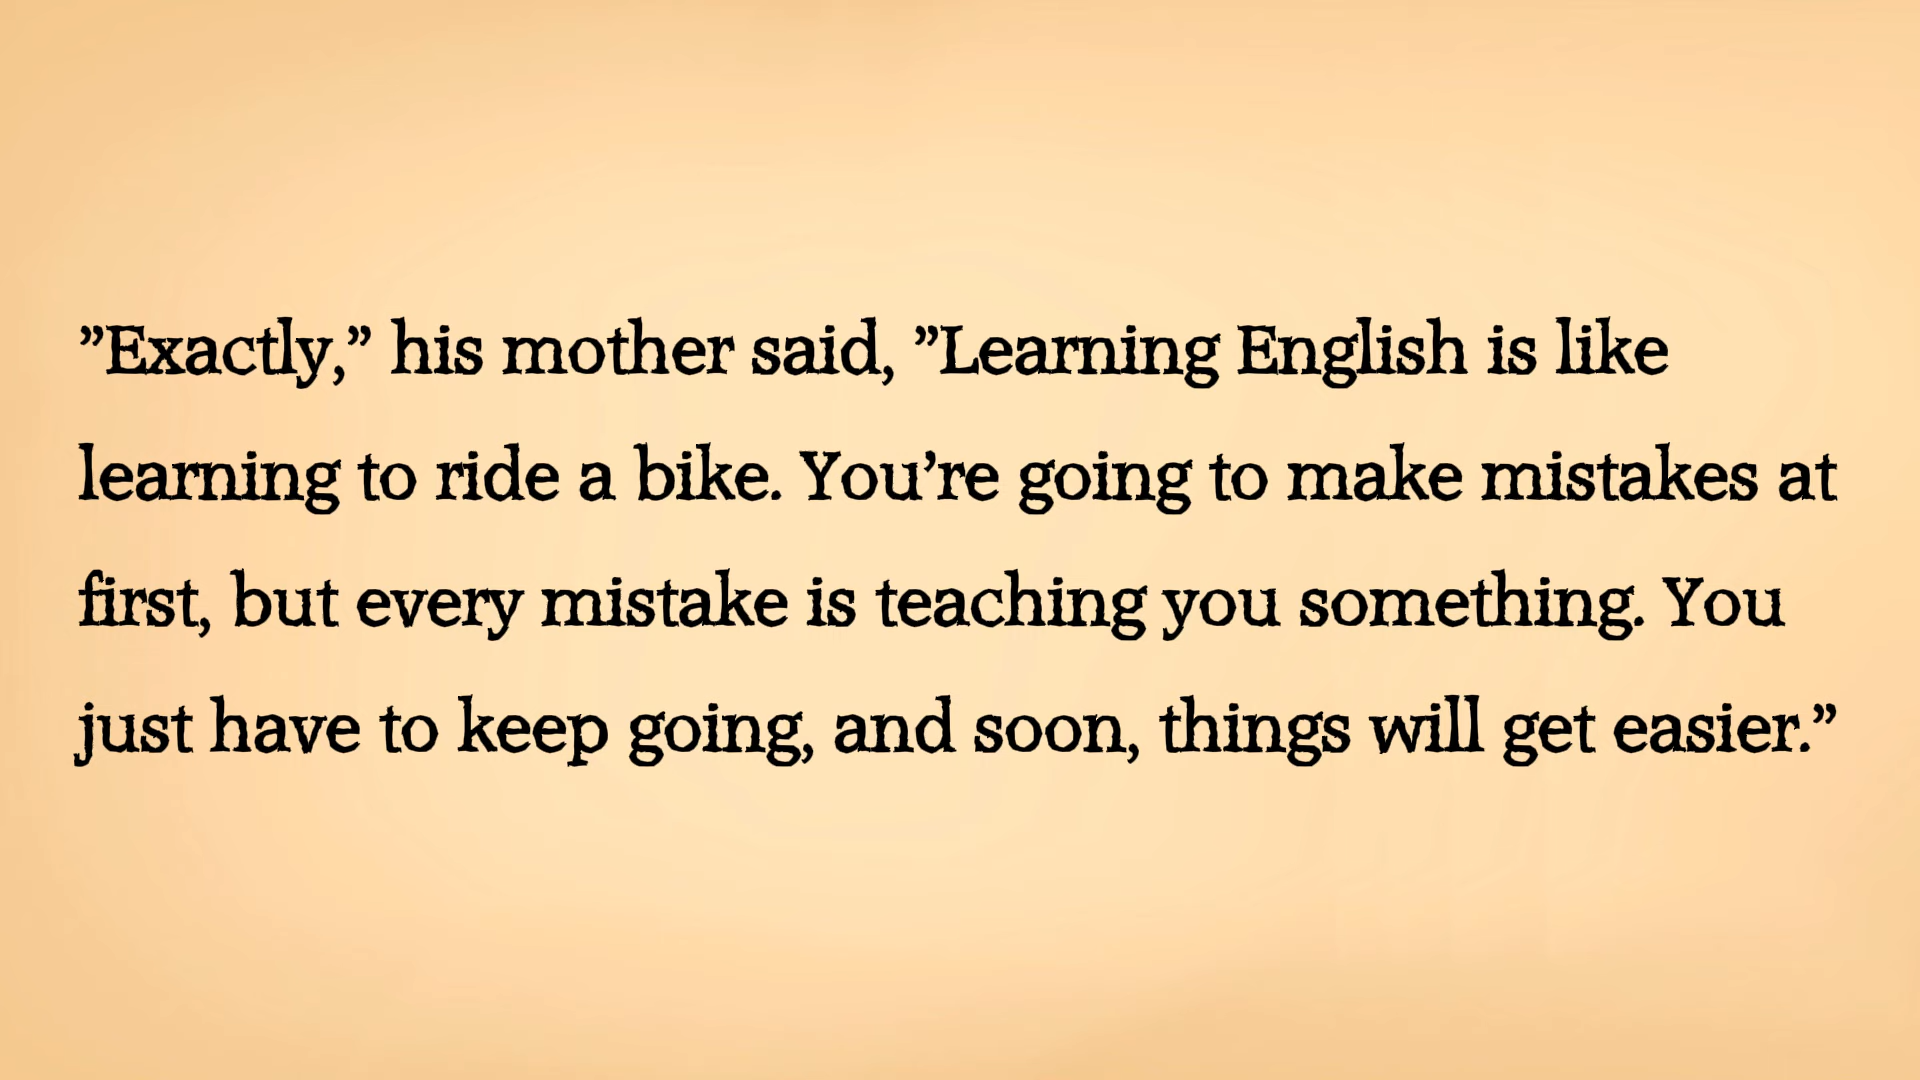 ”Exactly,” his mother said, ”Learning English is like
learning to ride a bike. You’re going to make mistakes at
first, but every mistake is teaching you something. You
just have to keep going, and soon, things will get easier.”